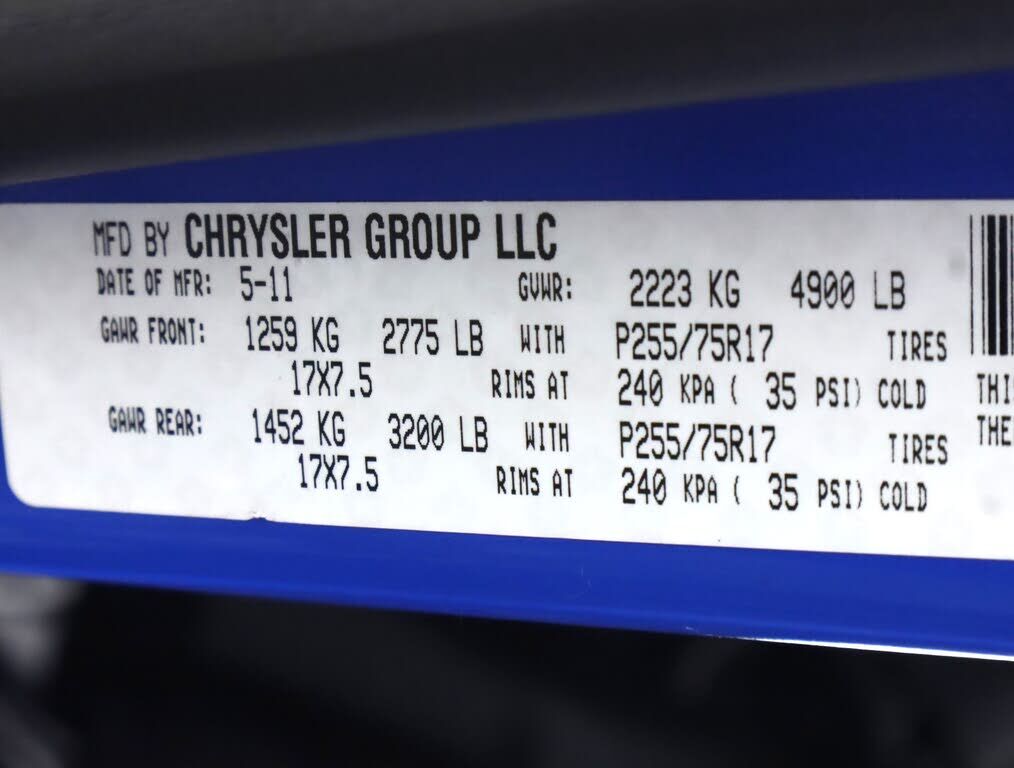 MFD BY CHRYSLER GROUP LLC
DATE OF MFR: 5-11 GVWR: 2223 KG 4900 LB
GAWR FRONT: 1259 KG 2775 LB WITH P255/75R17 TIRES
17X7.5 RIMS AT 240 KPA ( 35 PSI) COLD THI
GAWR REAR: 1452 KG 3200 LB WITH P255/75R17 TIRES THE
17X7.5 RIMS AT 240 KPA ( 35 PSI) COLD